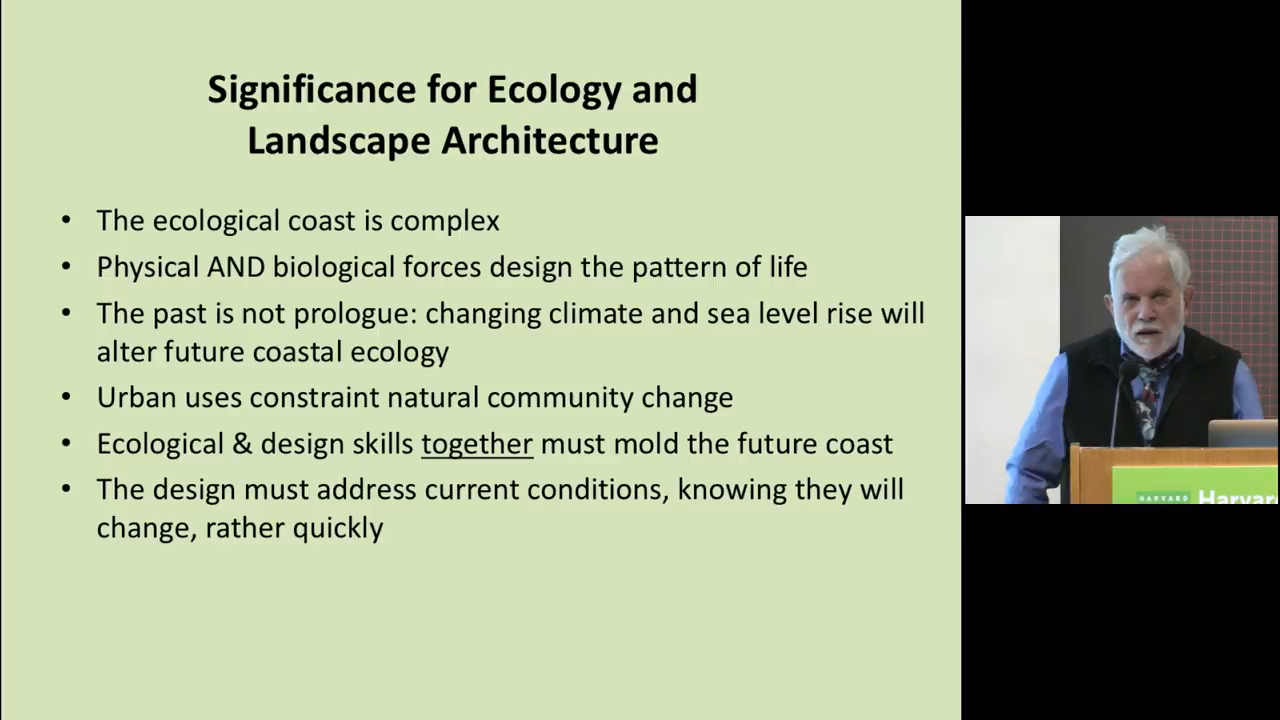 Significance for Ecology and
Landscape Architecture
• The ecological coast is complex
• Physical AND biological forces design the pattern of life
• The past is not prologue: changing climate and sea level rise will
alter future coastal ecology
• Urban uses constraint natural community change
• Ecological & design skills together must mold the future coast
• The design must address current conditions, knowing they will
change, rather quickly
HARVARD Harvard